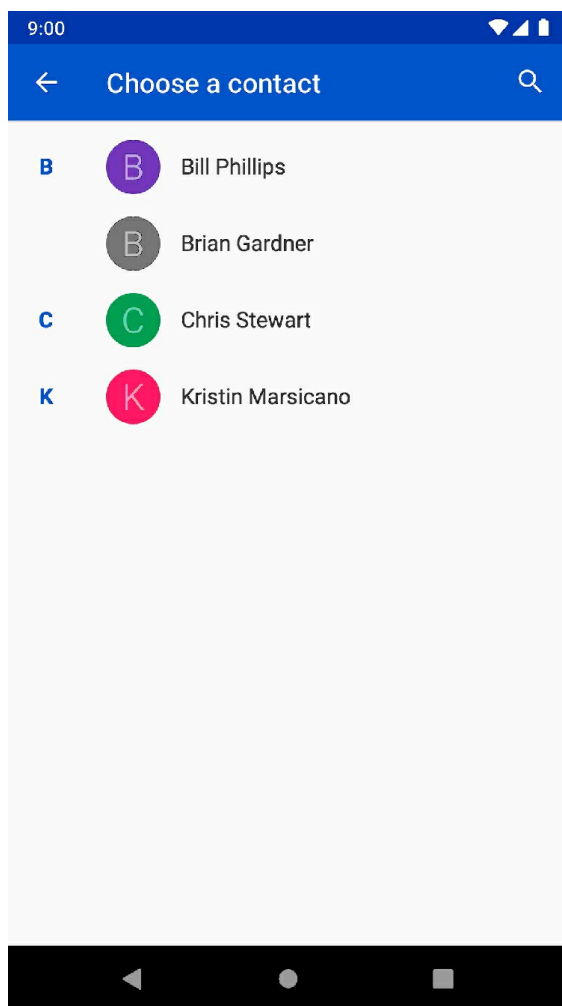 9:00
Choose a contact
B B Bill Phillips
B Brian Gardner
C C Chris Stewart
K K Kristin Marsicano